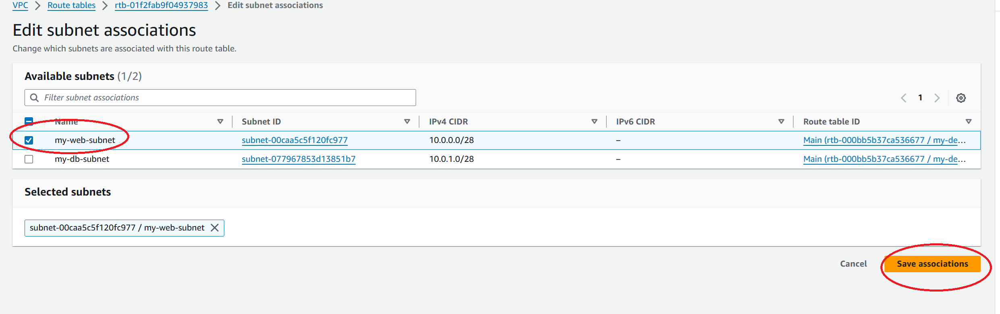 VPC > Route tables > rtb-01f2fab9f04937983 > Edit subnet associations
Edit subnet associations
Change which subnets are associated with this route table.
Available subnets (1/2)
Filter subnet associations
1
Name Subnet ID IPv4 CIDR IPv6 CIDR Route table ID
my-web-subnet subnet-00caa5c5f120fc977 10.0.0.0/28 – Main (rtb-000bb5b37ca536677 / my-de...
my-db-subnet subnet-077967853d13851b7 10.0.1.0/28 – Main (rtb-000bb5b37ca536677 / my-de...
Selected subnets
subnet-00caa5c5f120fc977 / my-web-subnet
Cancel Save associations